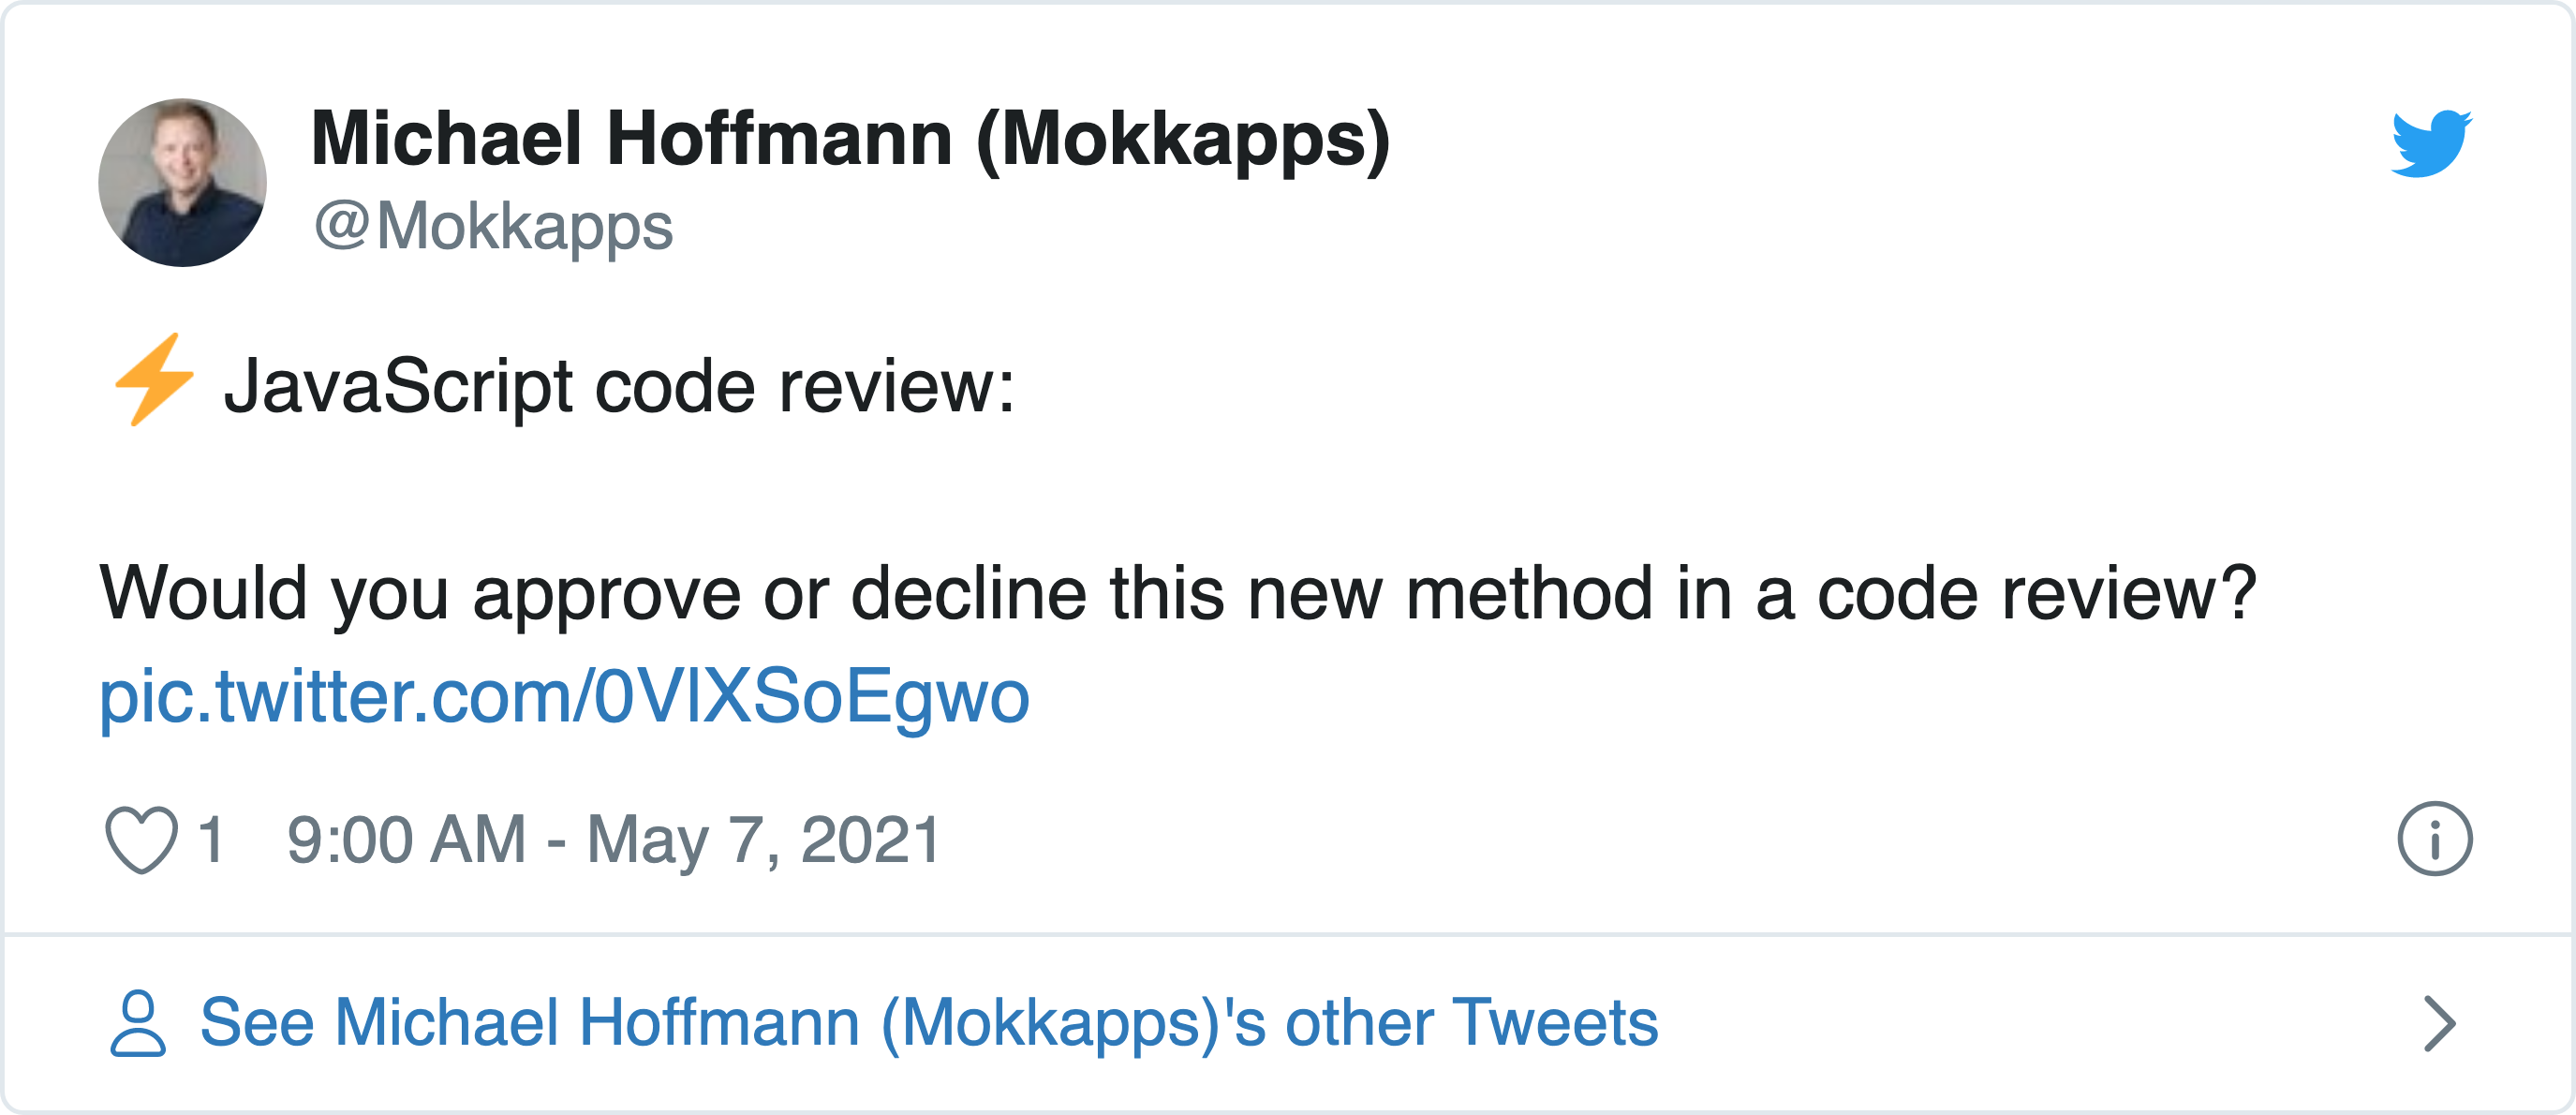 Michael Hoffmann (Mokkapps)
@Mokkapps
⚡ JavaScript code review:
Would you approve or decline this new method in a code review?
pic.twitter.com/0VlXSoEgwo
1 9:00 AM - May 7, 2021
See Michael Hoffmann (Mokkapps)'s other Tweets